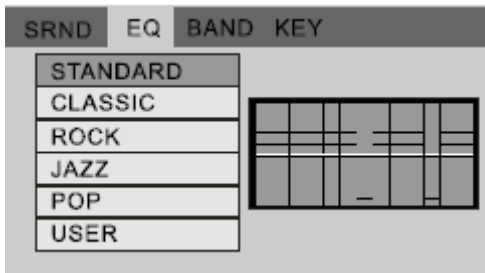 SRND EQ BAND KEY
STANDARD
CLASSIC
ROCK
JAZZ
POP
USER